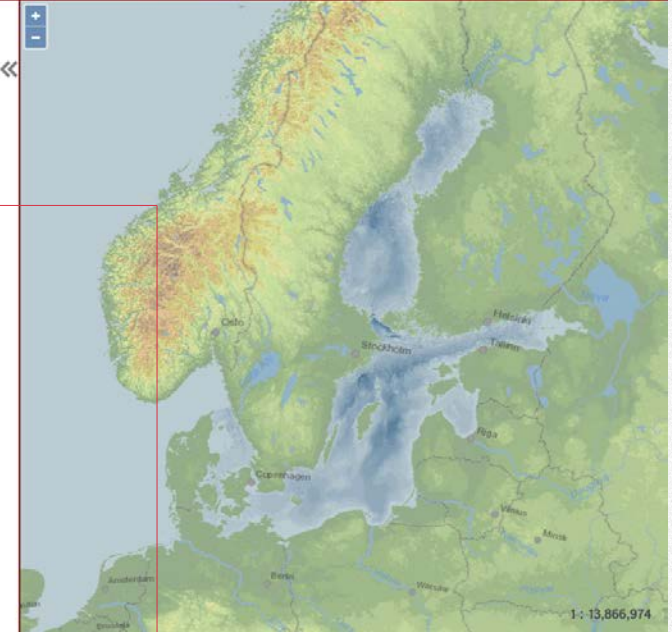 +
−
«
Oslo
Helsinki
Stockholm
Tallinn
Riga
Copenhagen
Vilnius
Minsk
Amsterdam
Berlin
Warsaw
1 : 13,866,974